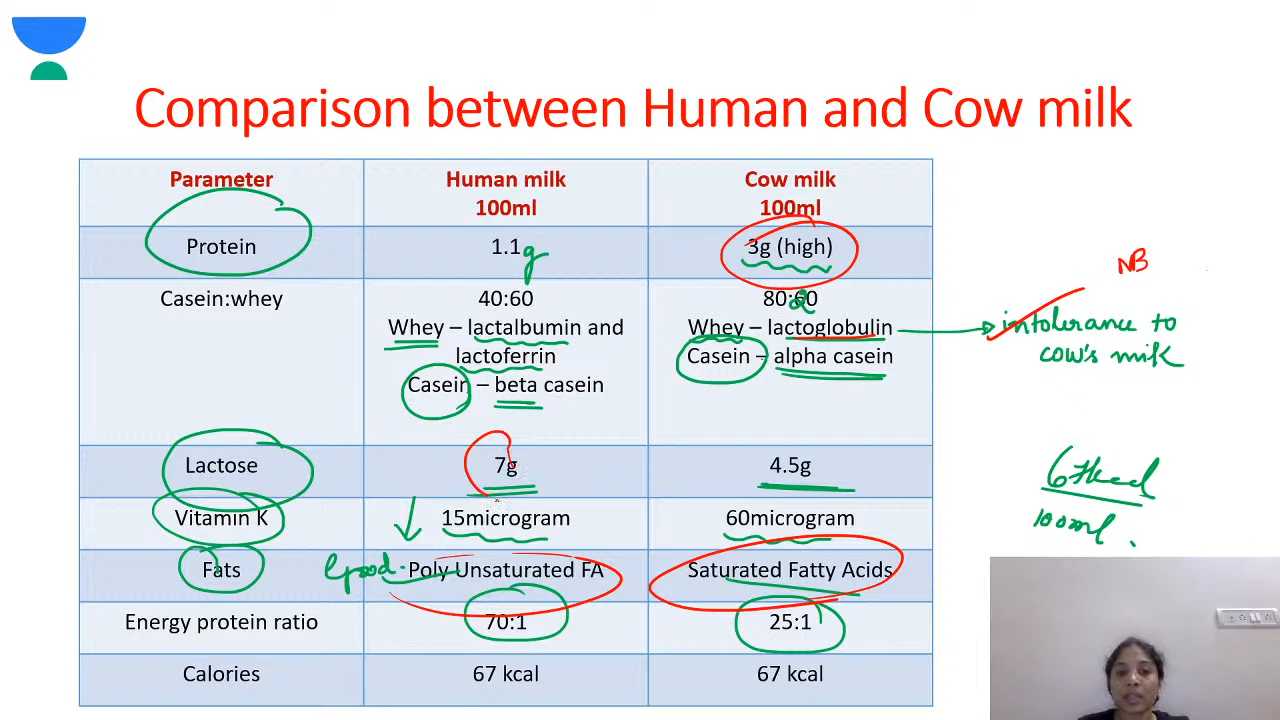 Comparison between Human and Cow milk
Parameter
Human milk
100ml
Cow milk
100ml
Protein
1.1g
3g (high)
Casein:whey
40:60
Whey – lactalbumin and
lactoferrin
Casein – beta casein
80:60
2
Whey – lactoglobulin
Casein – alpha casein
NB
intolerance to
cow's milk
Lactose
7g
4.5g
67kcal
100ml.
Vitamin K
15microgram
60microgram
Fats
good.
Poly Unsaturated FA
Saturated Fatty Acids
Energy protein ratio
70:1
25:1
Calories
67 kcal
67 kcal